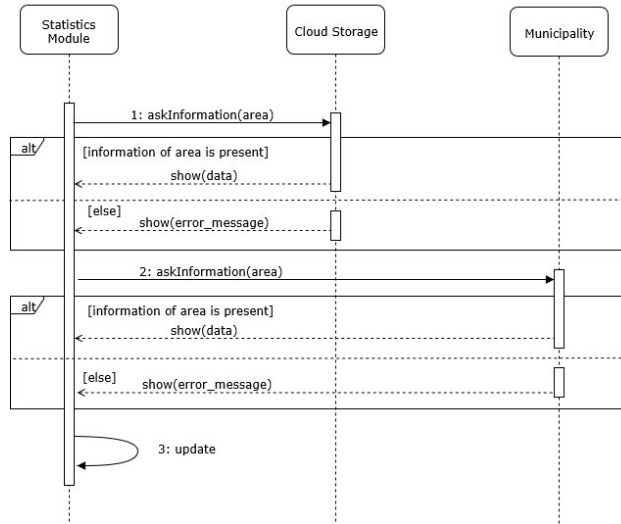 Statistics
Module
Cloud Storage
Municipality
1: askInformation(area)
alt
[information of area is present]
show(data)
[else]
show(error_message)
2: askInformation(area)
alt
[information of area is present]
show(data)
[else]
show(error_message)
3: update